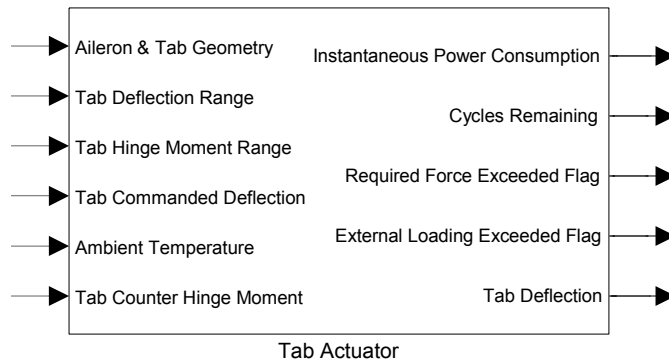 Aileron & Tab Geometry
Tab Deflection Range
Tab Hinge Moment Range
Tab Commanded Deflection
Ambient Temperature
Tab Counter Hinge Moment
Instantaneous Power Consumption
Cycles Remaining
Required Force Exceeded Flag
External Loading Exceeded Flag
Tab Deflection
Tab Actuator